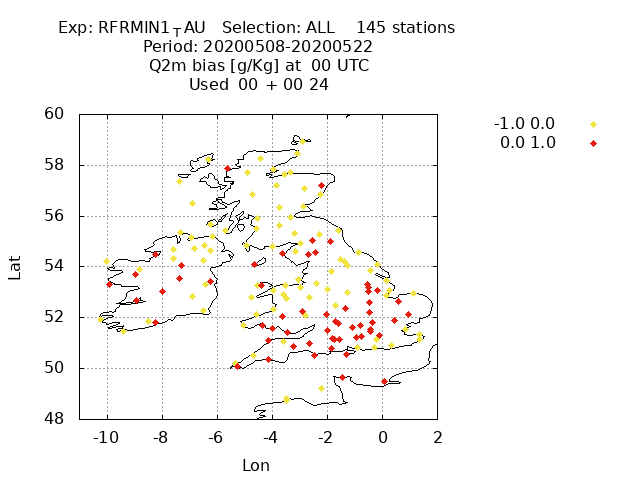 Exp: RFRMIN1TAU Selection: ALL 145 stations
Period: 20200508-20200522
Q2m bias [g/Kg] at 00 UTC
Used 00 + 00 24
-1.0 0.0
0.0 1.0
60
58
56
54
52
50
48
Lat
-10 -8 -6 -4 -2 0 2
Lon